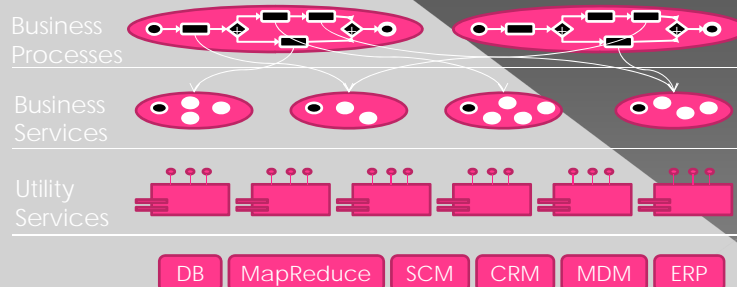 Business
Processes
Business
Services
Utility
Services
DB MapReduce SCM CRM MDM ERP